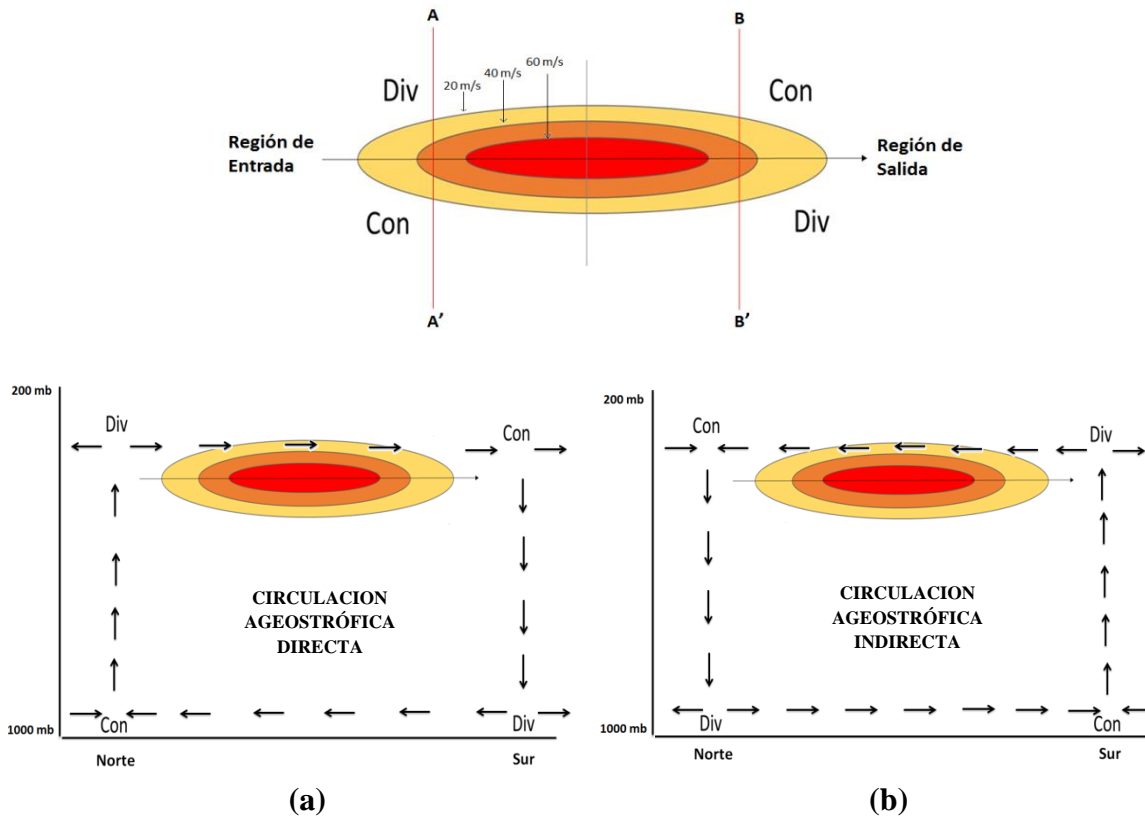 A
B
60 m/s
40 m/s
20 m/s
Div
Con
Región de
Entrada
Región de
Salida
Con
Div
A’
B’
200 mb
Div
Con
CIRCULACION
AGEOSTRÓFICA
DIRECTA
1000 mb
Con
Div
Norte
Sur
(a)
200 mb
Con
Div
CIRCULACION
AGEOSTRÓFICA
INDIRECTA
1000 mb
Div
Con
Norte
Sur
(b)